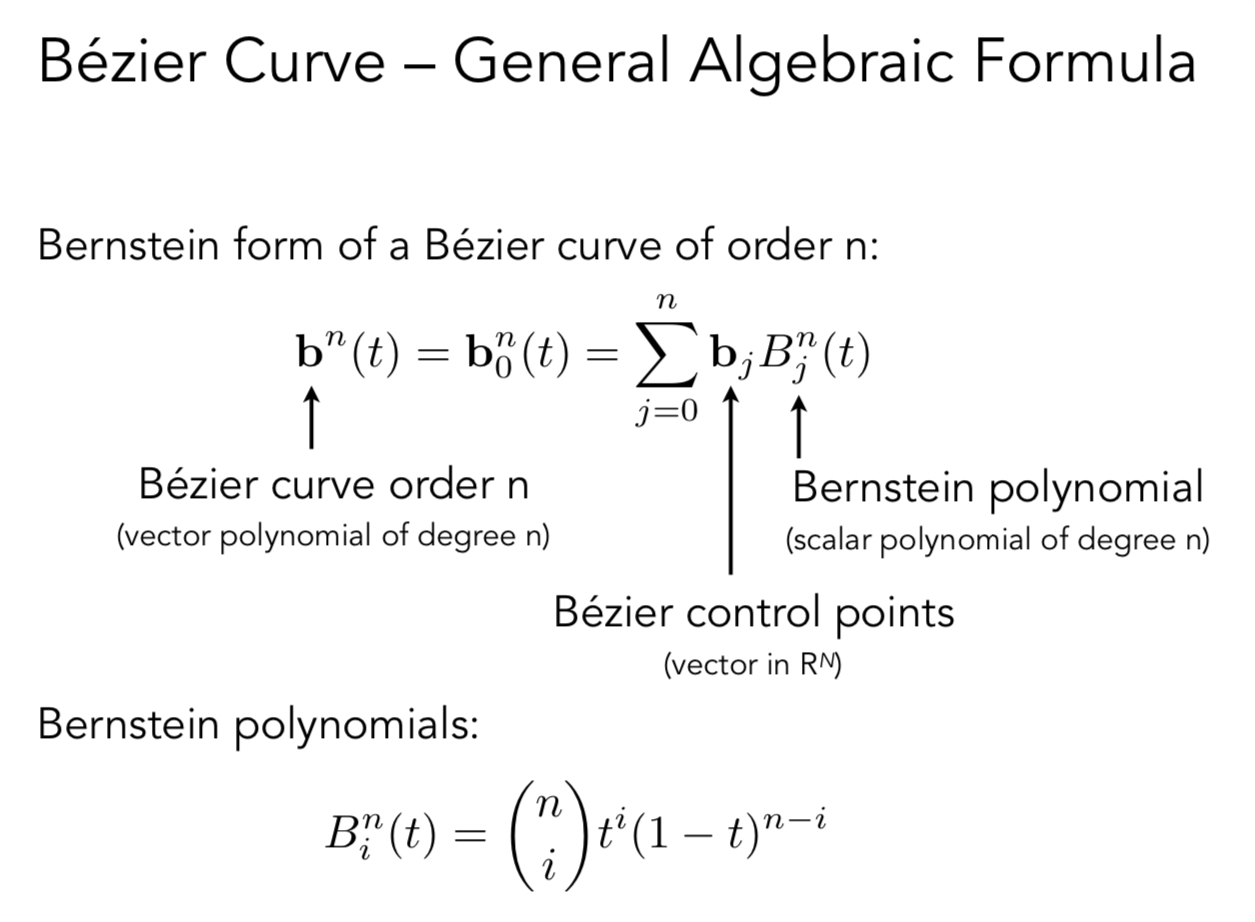 Bézier Curve – General Algebraic Formula
Bernstein form of a Bézier curve of order n:
$\mathbf{b}^n(t) = \mathbf{b}_0^n(t) = \sum_{j=0}^{n} \mathbf{b}_j B_j^n(t)$
Bézier curve order n
(vector polynomial of degree n)
Bernstein polynomial
(scalar polynomial of degree n)
Bézier control points
(vector in Rᴺ)
Bernstein polynomials:
$B_i^n(t) = \binom{n}{i} t^i (1 - t)^{n-i}$